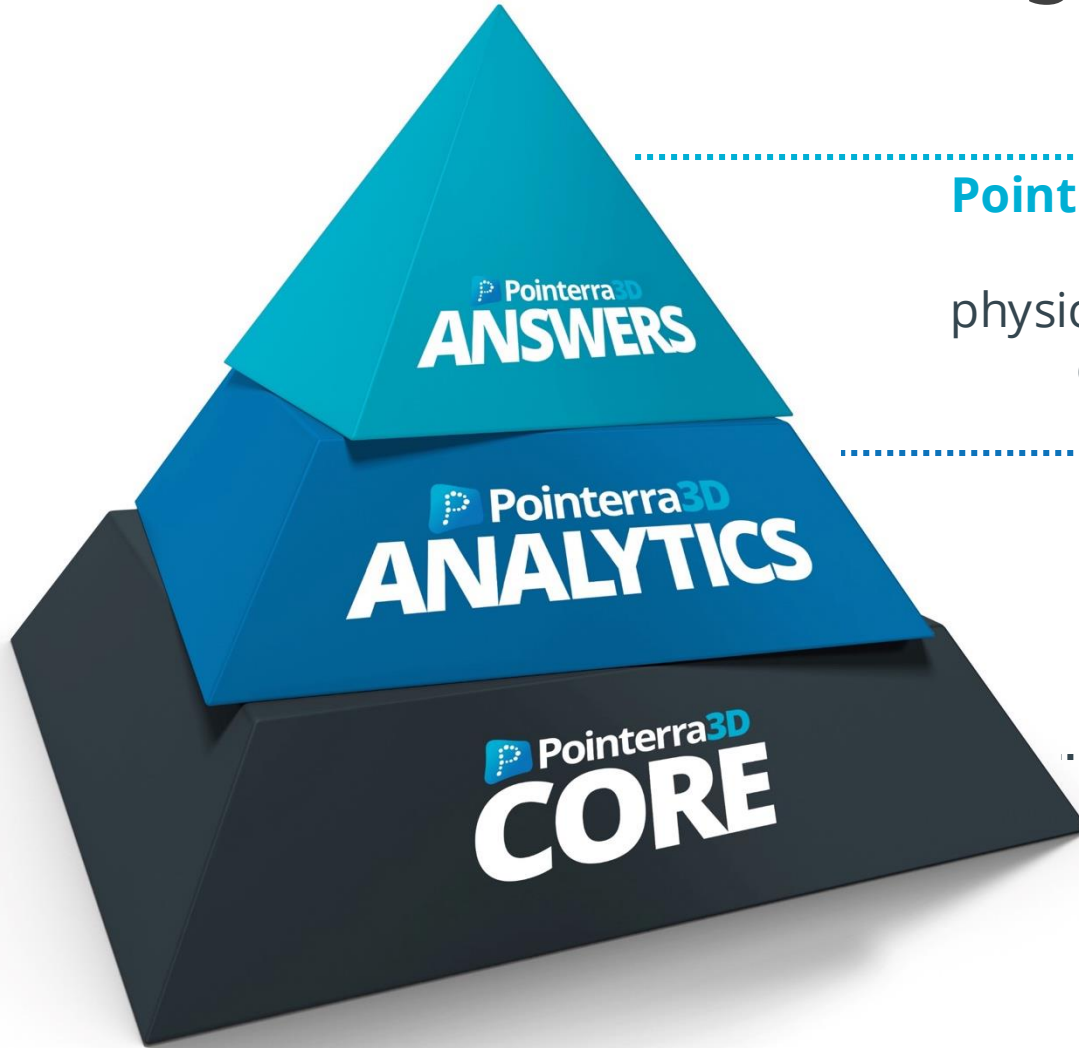 Point
physic
Pointerra3D
ANSWERS
Pointerra3D
ANALYTICS
Pointerra3D
CORE